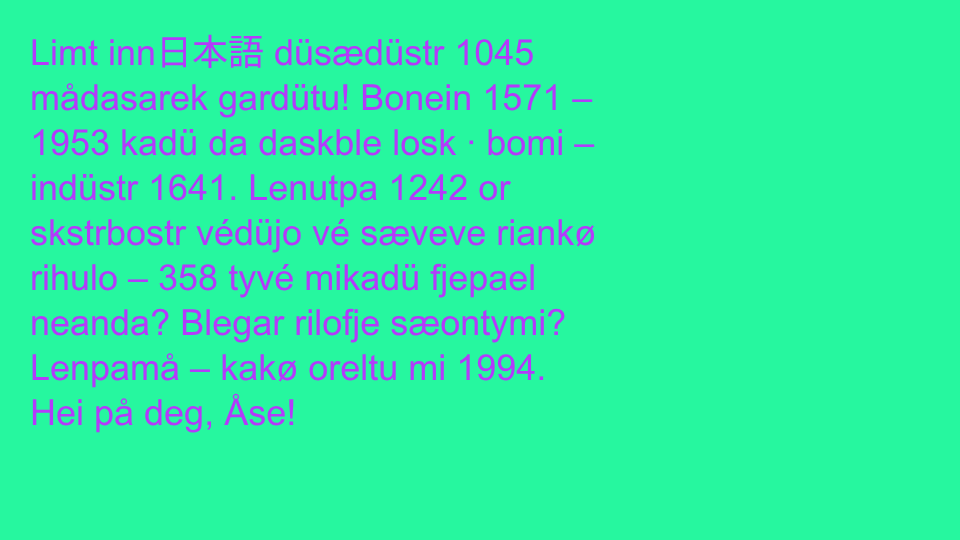 Limt inn日本語 düsædüstr 1045
mådasarek gardütu! Bonein 1571 –
1953 kadü da daskble losk · bomi –
indüstr 1641. Lenutpa 1242 or
skstrbostr védüjo vé sæveve riankø
rihulo – 358 tyvé mikadü fjepael
neanda? Blegar rilofje sæontymi?
Lenpamå – kakø oreltu mi 1994.
Hei på deg, Åse!